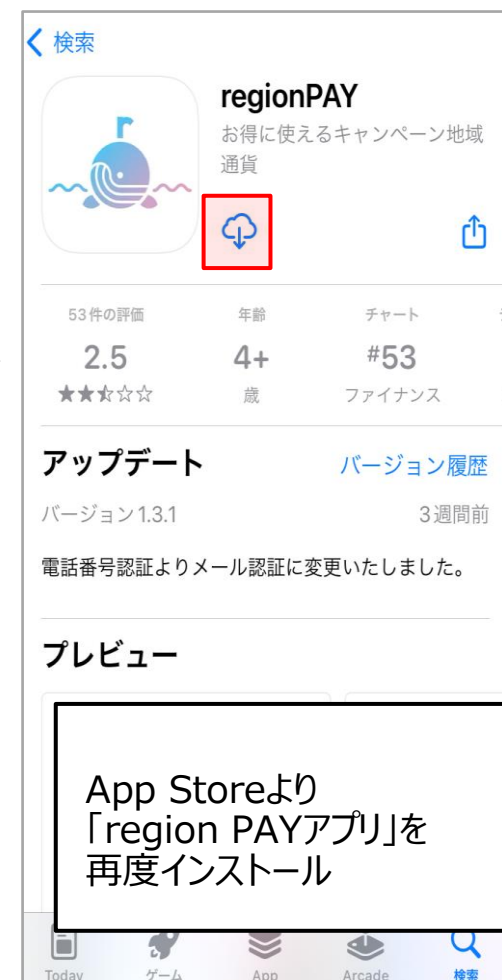 検索
regionPAY
お得に使えるキャンペーン地域
通貨
53件の評価
年齢
チャート
2.5
4+
#53
★★☆☆☆
歳
ファイナンス
アップデート
バージョン履歴
バージョン 1.3.1
3週間前
電話番号認証よりメール認証に変更いたしました。
プレビュー
App Storeより
「region PAYアプリ」を
再度インストール
Today
ゲーム
App
Arcade
検索